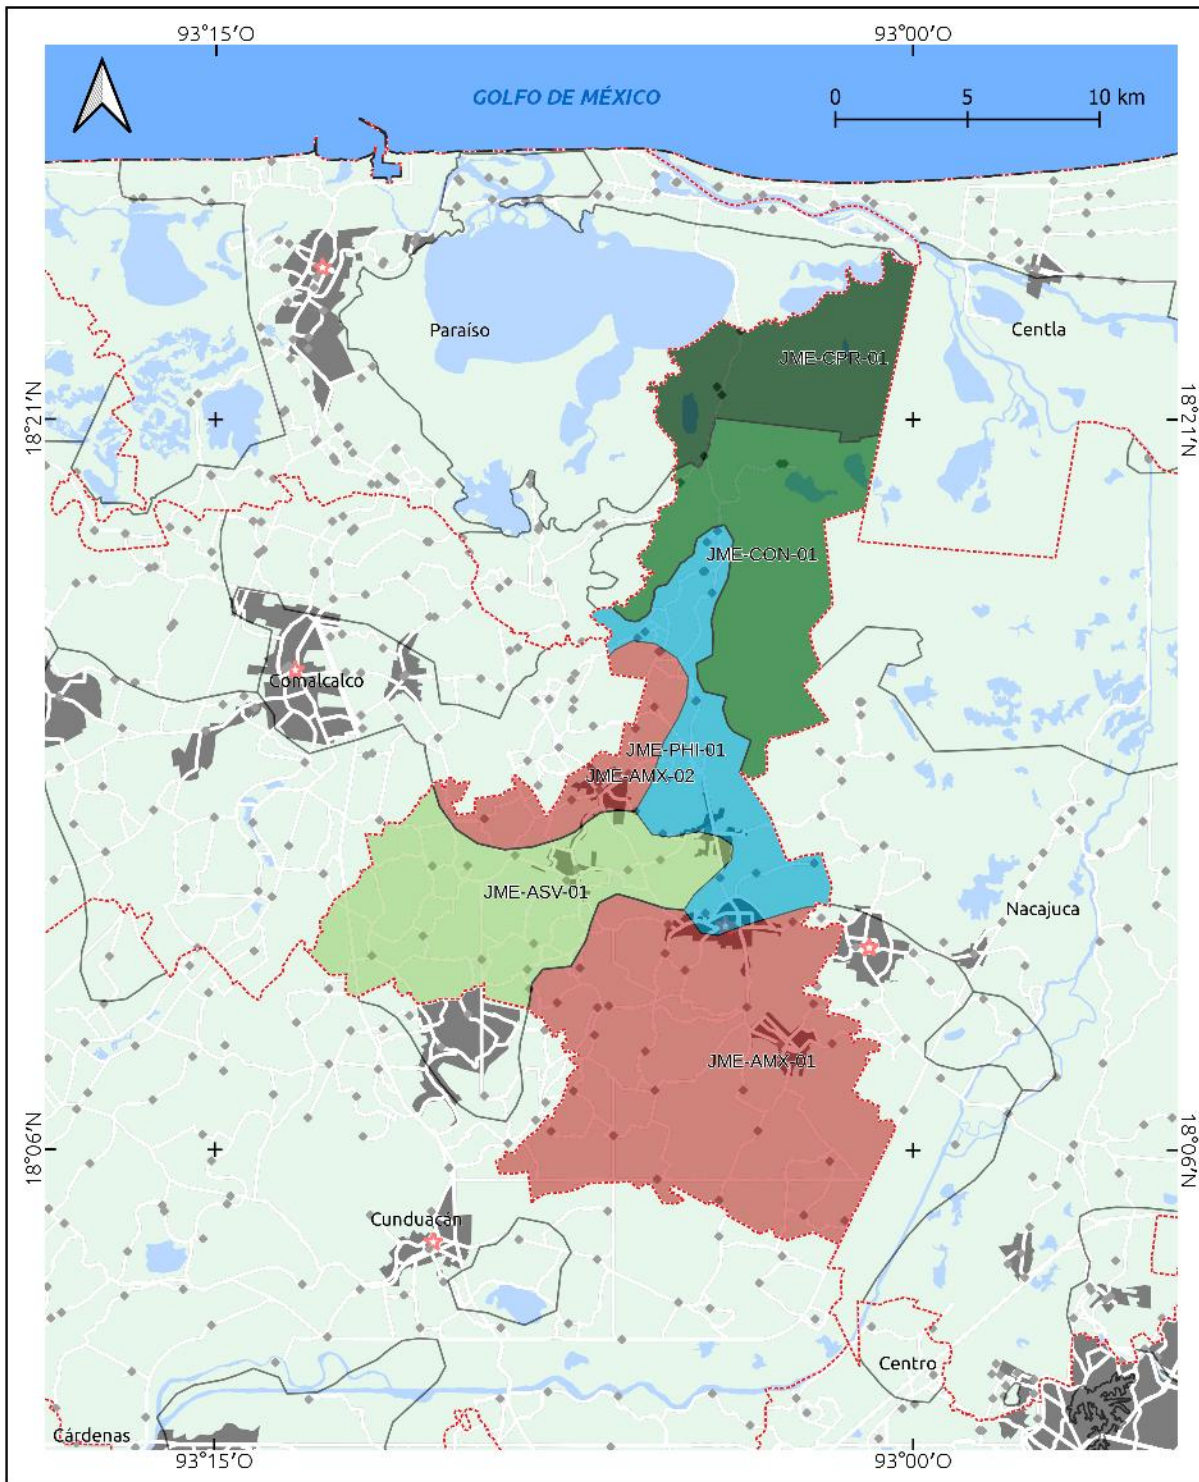 93°15'O
93°00'O
GOLFO DE MÉXICO
0 5 10 km
Paraíso
Centla
JME-CPR-01
18°21'N
18°21'N
JME-CON-01
Comalcalco
JME-PHI-01
JME-AMX-02
JME-ASV-01
Nacajuca
JME-AMX-01
18°06'N
18°06'N
Cunduacán
Centro
Cárdenas
93°15'O
93°00'O